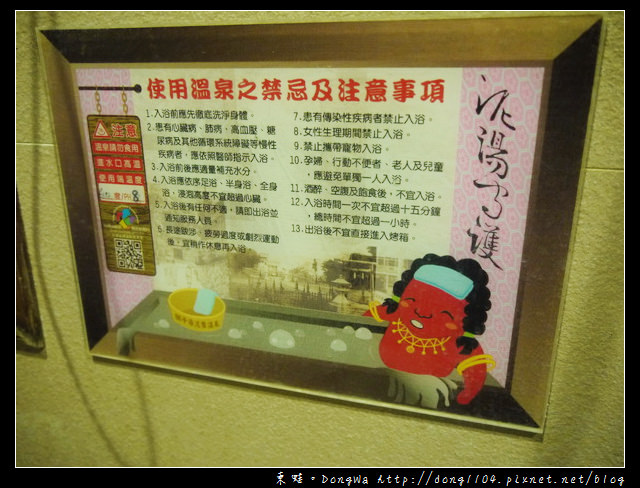 使用溫泉之禁忌及注意事項
1.入浴前應先徹底洗淨身體。
2.患有心臟病、肺病、高血壓、糖
尿病及其他循環系統障礙等慢性
疾病者，應依照醫師指示入浴。
3.入浴前後應適量補充水分。
4.入浴應依序足浴、半身浴、全身
浴，浸泡高度不宜超過心臟。
5.入浴後有任何不適，請即出浴並
通知服務人員。
6.長途跋涉、疲勞過度或劇烈運動
後，宜稍作休息再入浴。
7.患有傳染性疾病者禁止入浴。
8.女性生理期間禁止入浴。
9.禁止攜帶寵物入浴。
10.孕婦、行動不便者、老人及兒童
，應避免單獨一人入浴。
11.酒醉、空腹及飽食後，不宜入浴。
12.入浴時間一次不宜超過十五分鐘
，總時間不宜超過一小時。
13.出浴後不宜直接進入烤箱。
注意
溫泉請勿食用
進水口高溫
使用端溫度
泥湯守護
東蛙。DongWa http://dong1104.pixnet.net/blog